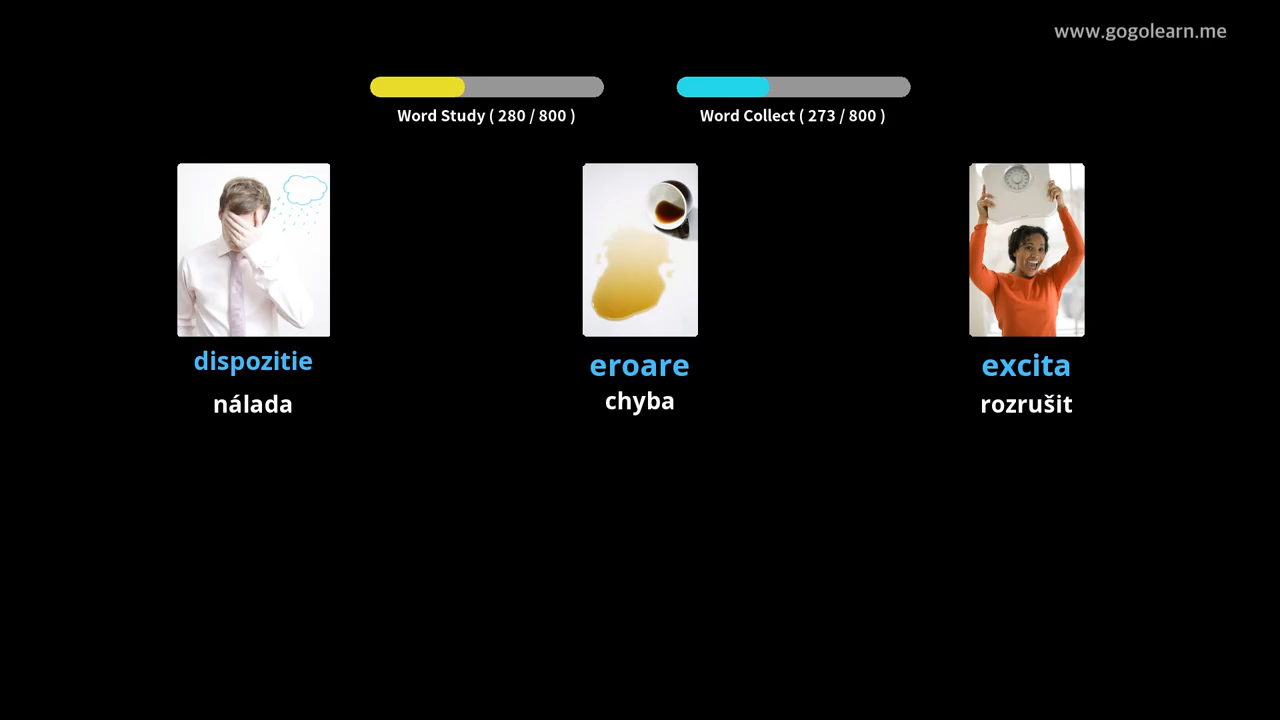 www.gogolearn.me
Word Study ( 280 / 800 )
Word Collect ( 273 / 800 )
dispozitie
eroare
excita
nálada
chyba
rozrušit